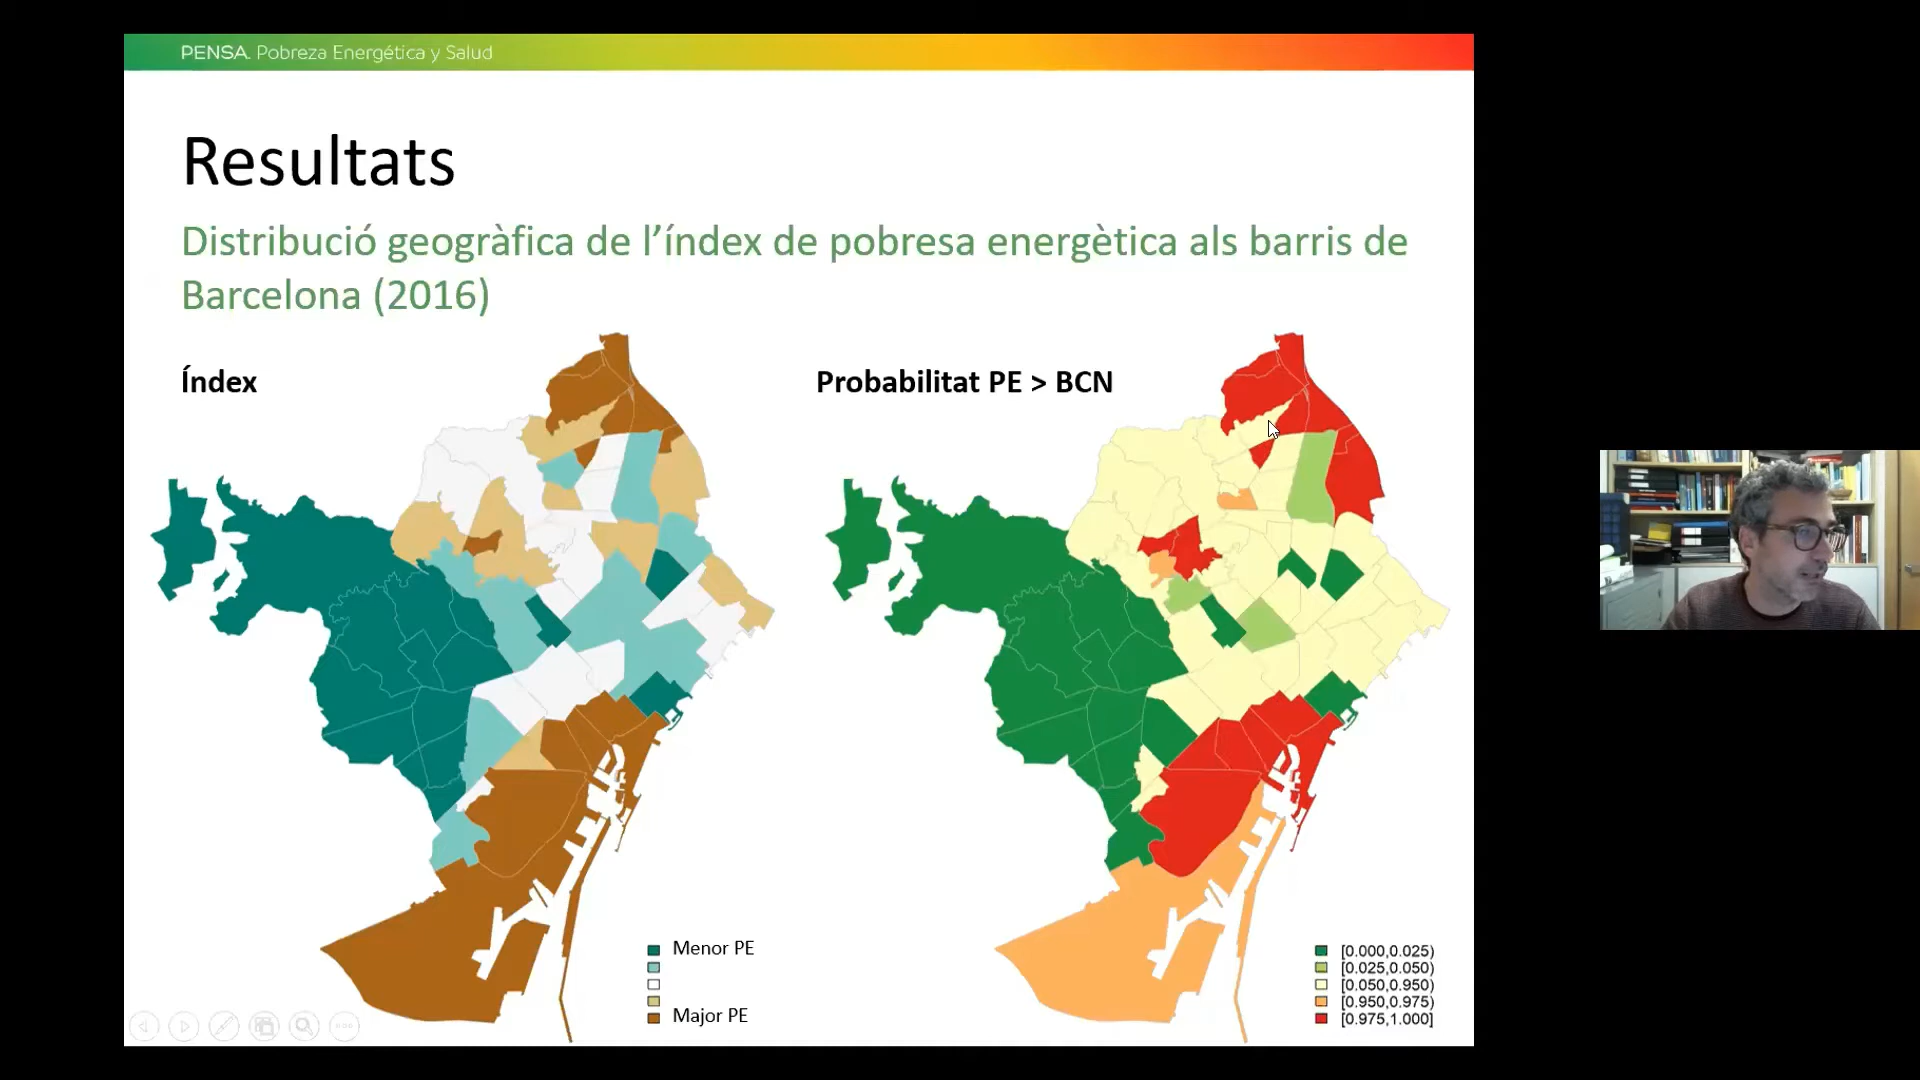 PENSA. Pobreza Energética y Salud
Resultats
Distribució geogràfica de l’índex de pobresa energètica als barris de
Barcelona (2016)
Índex
Probabilitat PE > BCN
Menor PE
Major PE
[0.000,0.025)
[0.025,0.050)
[0.050,0.950)
[0.950,0.975)
[0.975,1.000]